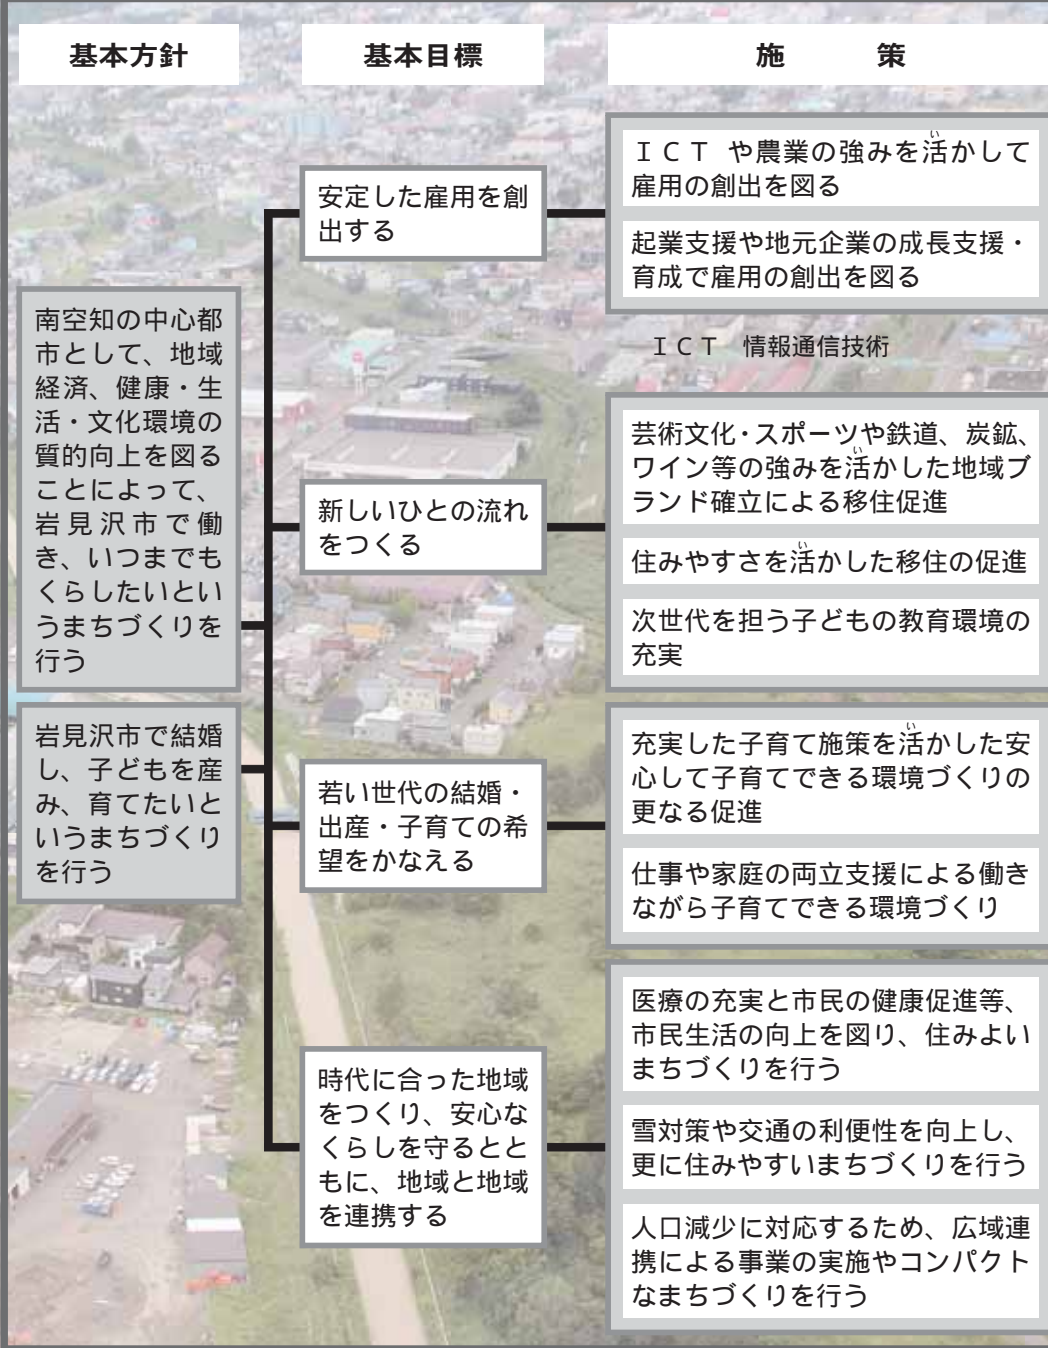 基本方針
基本目標
施 策
南空知の中心都
市として、地域
経済、健康・生
活・文化環境の
質的向上を図る
ことによって、
岩見沢市で働
き、いつまでも
くらしたいとい
うまちづくりを
行う
岩見沢市で結婚
し、子どもを産
み、育てたいと
いうまちづくり
を行う
安定した雇用を創
出する
い
ＩＣＴ や農業の強みを活かして
雇用の創出を図る
起業支援や地元企業の成長支援・
育成で雇用の創出を図る
ＩＣＴ 情報通信技術
新しいひとの流れ
をつくる
芸術文化・スポーツや鉄道、炭鉱、
い
ワイン等の強みを活かした地域ブ
ランド確立による移住促進
い
住みやすさを活かした移住の促進
次世代を担う子どもの教育環境の
充実
若い世代の結婚・
出産・子育ての希
望をかなえる
い
充実した子育て施策を活かした安
心して子育てできる環境づくりの
更なる促進
仕事や家庭の両立支援による働き
ながら子育てできる環境づくり
時代に合った地域
をつくり、安心な
くらしを守るとと
もに、地域と地域
を連携する
医療の充実と市民の健康促進等、
市民生活の向上を図り、住みよい
まちづくりを行う
雪対策や交通の利便性を向上し、
更に住みやすいまちづくりを行う
人口減少に対応するため、広域連
携による事業の実施やコンパクト
なまちづくりを行う